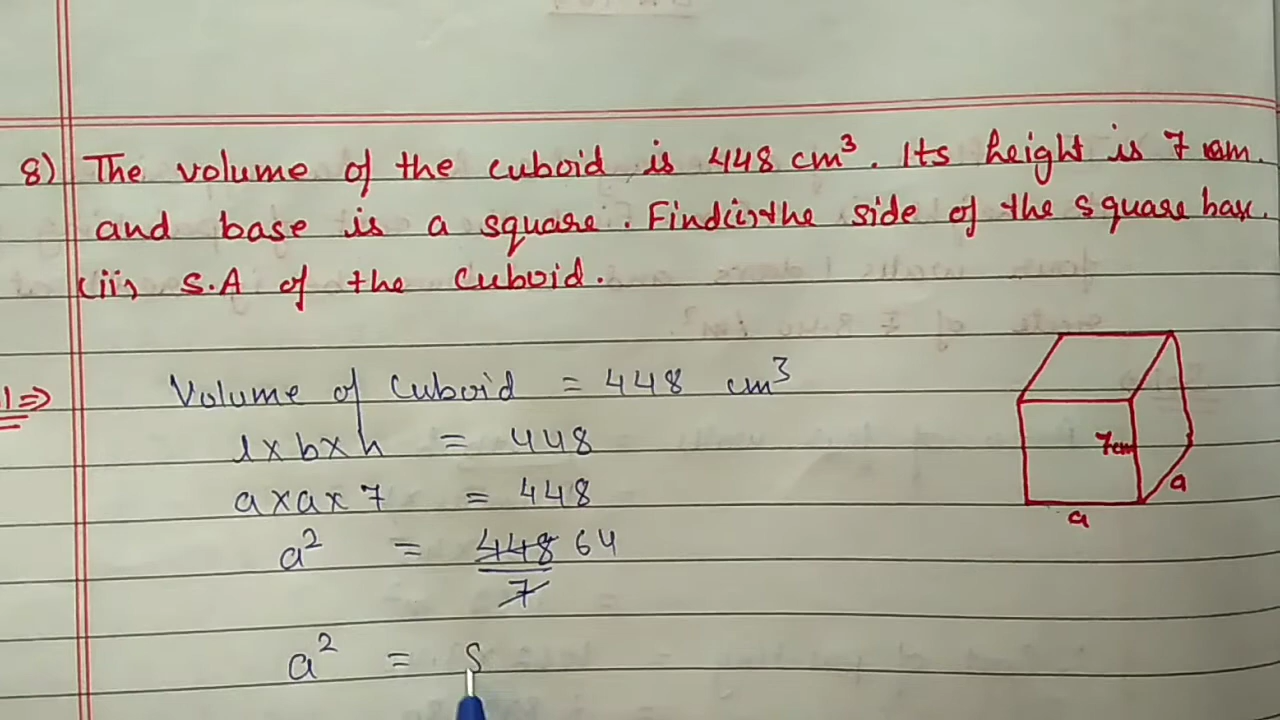 8) The volume of the cuboid is 448 cm³. Its height is 7 cm.
and base is a square. Find (i) the side of the square base.
(ii) S.A of the cuboid.
1⇒ Volume of Cuboid = 448 cm³
l×b×h = 448
a×a×7 = 448
a² = 448/7 64
a² = 8
7cm
a
a